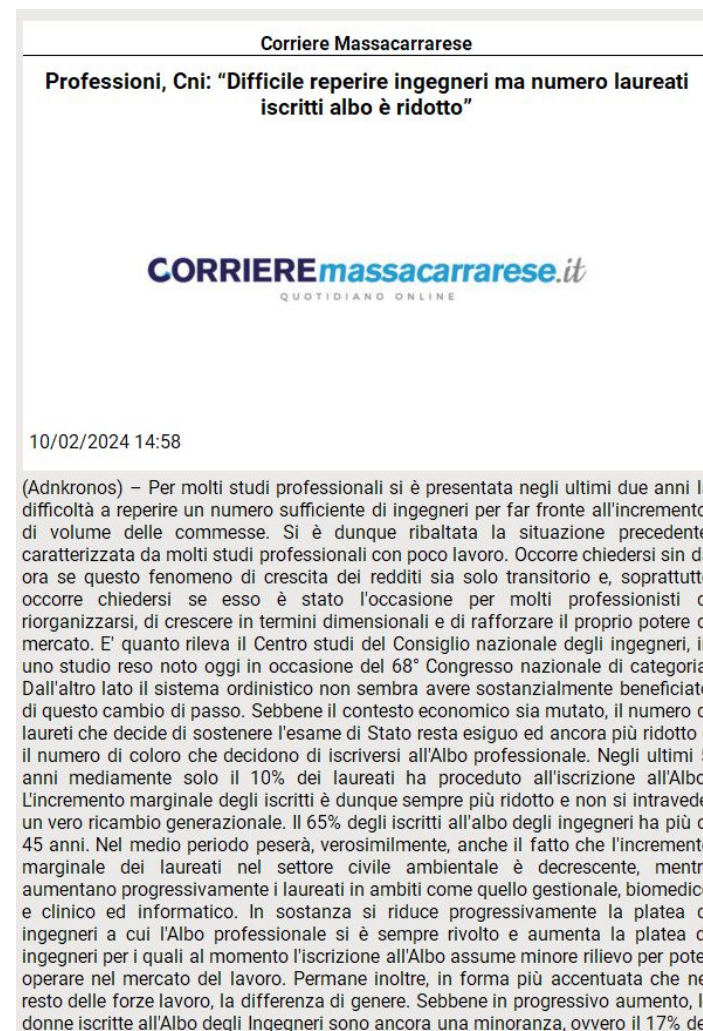 Corriere Massacarrarese
Professioni, Cni: “Difficile reperire ingegneri ma numero laureati
iscritti albo è ridotto”
CORRIEREmassacarrarese.it
QUOTIDIANO ONLINE
10/02/2024 14:58
(Adnkronos) – Per molti studi professionali si è presentata negli ultimi due anni l
difficoltà a reperire un numero sufficiente di ingegneri per far fronte all'incremento
di volume delle commesse. Si è dunque ribaltata la situazione precedente
caratterizzata da molti studi professionali con poco lavoro. Occorre chiedersi sin d
ora se questo fenomeno di crescita dei redditi sia solo transitorio e, soprattutto
occorre chiedersi se esso è stato l'occasione per molti professionisti d
riorganizzarsi, di crescere in termini dimensionali e di rafforzare il proprio potere d
mercato. E' quanto rileva il Centro studi del Consiglio nazionale degli ingegneri, i
uno studio reso noto oggi in occasione del 68° Congresso nazionale di categoria
Dall'altro lato il sistema ordinistico non sembra avere sostanzialmente beneficiato
di questo cambio di passo. Sebbene il contesto economico sia mutato, il numero d
laureti che decide di sostenere l'esame di Stato resta esiguo ed ancora più ridotto
il numero di coloro che decidono di iscriversi all'Albo professionale. Negli ultimi 5
anni mediamente solo il 10% dei laureati ha proceduto all'iscrizione all'Albo
L'incremento marginale degli iscritti è dunque sempre più ridotto e non si intravede
un vero ricambio generazionale. Il 65% degli iscritti all'albo degli ingegneri ha più d
45 anni. Nel medio periodo peserà, verosimilmente, anche il fatto che l'incremento
marginale dei laureati nel settore civile ambientale è decrescente, mentr
aumentano progressivamente i laureati in ambiti come quello gestionale, biomedico
e clinico ed informatico. In sostanza si riduce progressivamente la platea d
ingegneri a cui l'Albo professionale si è sempre rivolto e aumenta la platea d
ingegneri per i quali al momento l'iscrizione all'Albo assume minore rilievo per pote
operare nel mercato del lavoro. Permane inoltre, in forma più accentuata che ne
resto delle forze lavoro, la differenza di genere. Sebbene in progressivo aumento, l
donne iscritte all'Albo degli Ingegneri sono ancora una minoranza, ovvero il 17% de